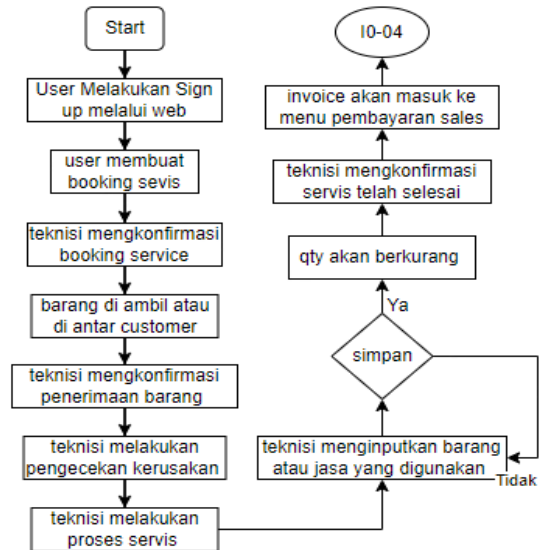 Start
User Melakukan Sign
up melalui web
user membuat
booking sevis
teknisi mengkonfirmasi
booking service
barang di ambil atau
di antar customer
teknisi mengkonfirmasi
penerimaan barang
teknisi melakukan
pengecekan kerusakan
teknisi melakukan
proses servis
teknisi menginputkan barang
atau jasa yang digunakan
Tidak
simpan
Ya
qty akan berkurang
teknisi mengkonfirmasi
servis telah selesai
invoice akan masuk ke
menu pembayaran sales
I0-04